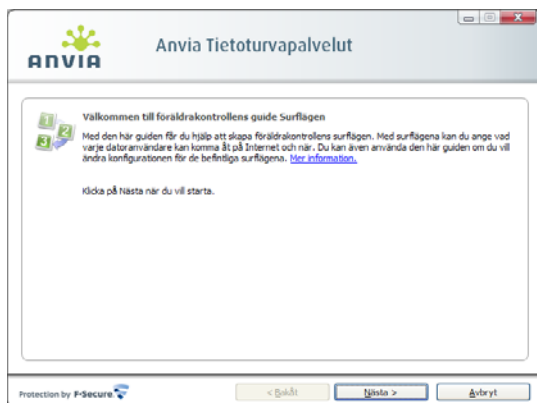 ANVIA
Anvia Tietoturvapalvelut
1
2
3
Välkommen till föräldrakontrollens guide Surflägen
Med den här guiden får du hjälp att skapa föräldrakontrollens surflägen. Med surflägena kan du ange vad
varje datoranvändare kan komma åt på Internet och när. Du kan även använda den här guiden om du vill
ändra konfigurationen för de befintliga surflägena. Mer information.
Klicka på Nästa när du vill starta.
Protection by F-Secure.
< Bakåt
Nästa >
Avbryt